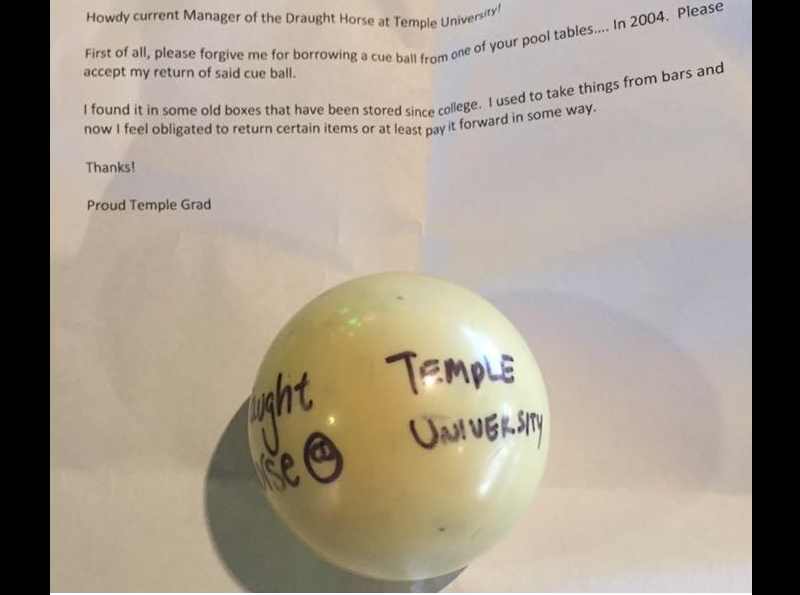 Howdy current Manager of the Draught Horse at Temple University!
First of all, please forgive me for borrowing a cue ball from one of your pool tables.... In 2004. Please
accept my return of said cue ball.
I found it in some old boxes that have been stored since college. I used to take things from bars and
now I feel obligated to return certain items or at least pay it forward in some way.
Thanks!
Proud Temple Grad
TEMPLE
UNIVERSITY
ught
rse @